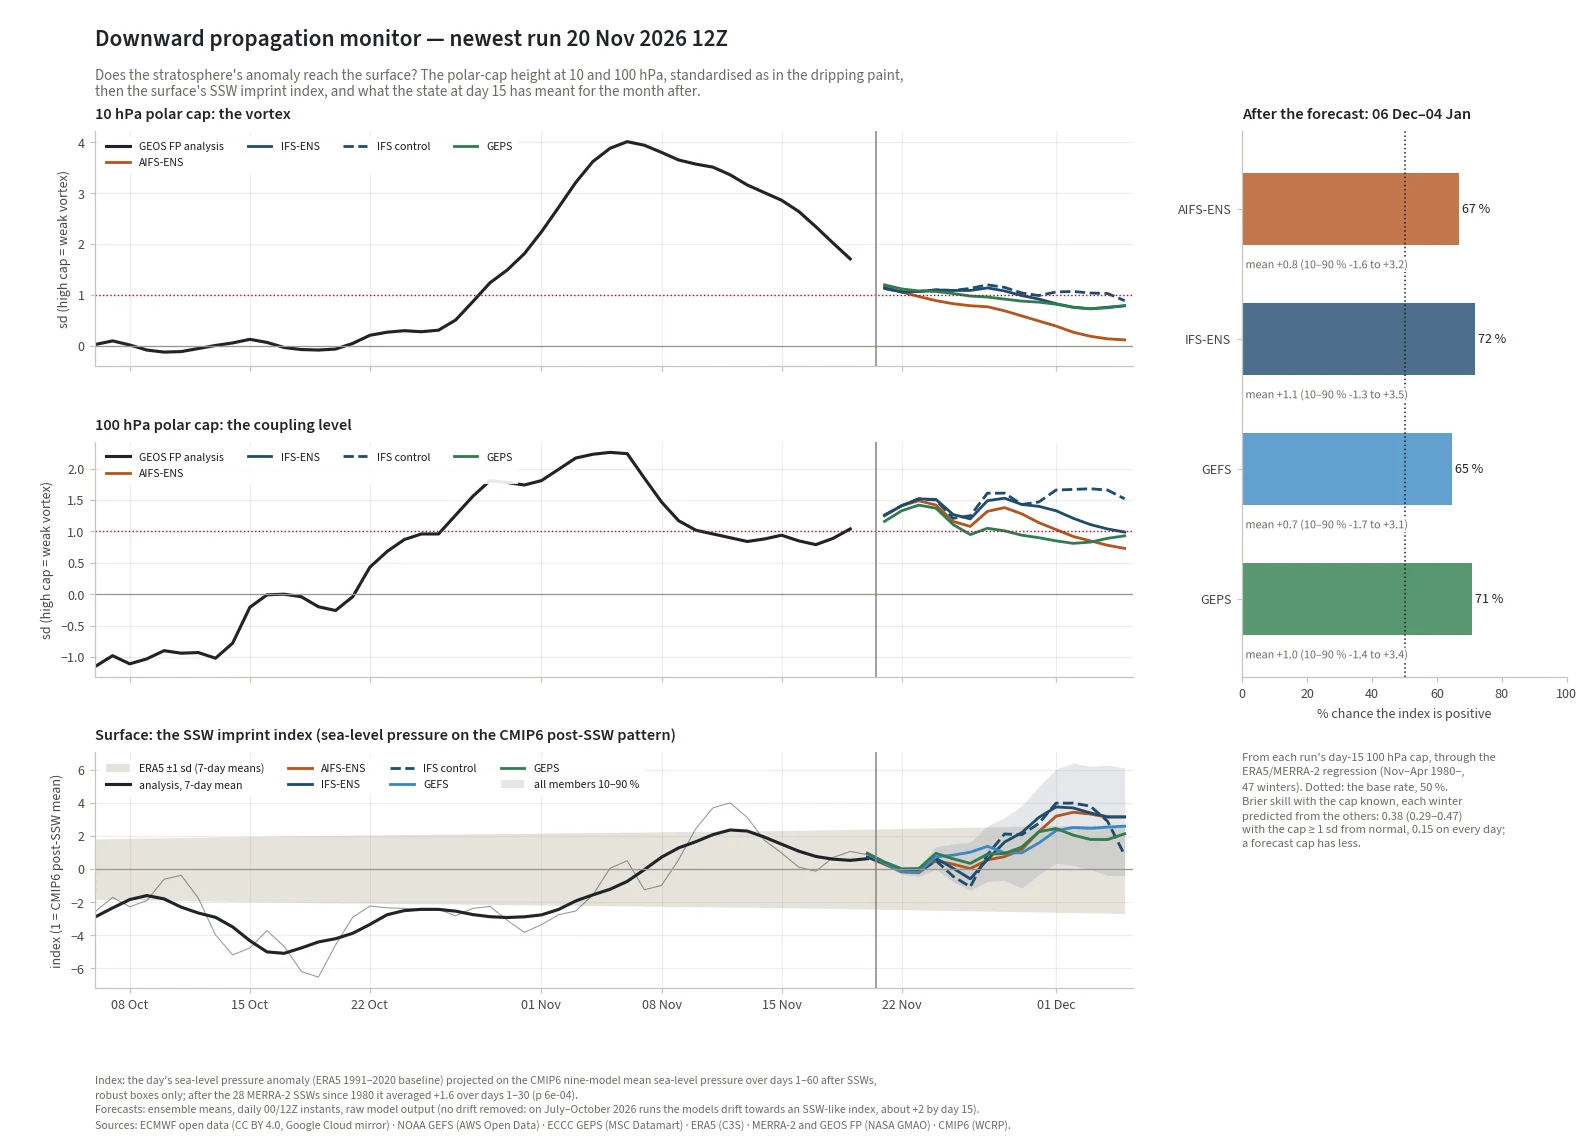 Downward propagation monitor — newest run 20 Nov 2026 12Z
Does the stratosphere's anomaly reach the surface? The polar-cap height at 10 and 100 hPa, standardised as in the dripping paint,
then the surface's SSW imprint index, and what the state at day 15 has meant for the month after.
10 hPa polar cap: the vortex
GEOS FP analysis
IFS-ENS
IFS control
GEPS
AIFS-ENS
sd (high cap = weak vortex)
4
3
2
1
0
100 hPa polar cap: the coupling level
GEOS FP analysis
IFS-ENS
IFS control
GEPS
AIFS-ENS
sd (high cap = weak vortex)
2.0
1.5
1.0
0.5
0.0
−0.5
−1.0
Surface: the SSW imprint index (sea-level pressure on the CMIP6 post-SSW pattern)
ERA5 ±1 sd (7-day means)
AIFS-ENS
IFS control
GEPS
analysis, 7-day mean
IFS-ENS
GEFS
all members 10–90 %
index (1 = CMIP6 post-SSW mean)
6
4
2
0
−2
−4
−6
08 Oct
15 Oct
22 Oct
01 Nov
08 Nov
15 Nov
22 Nov
01 Dec
After the forecast: 06 Dec–04 Jan
AIFS-ENS
67 %
mean +0.8 (10–90 % -1.6 to +3.2)
IFS-ENS
72 %
mean +1.1 (10–90 % -1.3 to +3.5)
GEFS
65 %
mean +0.7 (10–90 % -1.7 to +3.1)
GEPS
71 %
mean +1.0 (10–90 % -1.4 to +3.4)
0
20
40
60
80
100
% chance the index is positive
From each run's day-15 100 hPa cap, through the
ERA5/MERRA-2 regression (Nov–Apr 1980–,
47 winters). Dotted: the base rate, 50 %.
Brier skill with the cap known, each winter
predicted from the others: 0.38 (0.29–0.47)
with the cap ≥ 1 sd from normal, 0.15 on every day;
a forecast cap has less.
Index: the day's sea-level pressure anomaly (ERA5 1991–2020 baseline) projected on the CMIP6 nine-model mean sea-level pressure over days 1–60 after SSWs,
robust boxes only; after the 28 MERRA-2 SSWs since 1980 it averaged +1.6 over days 1–30 (p 6e-04).
Forecasts: ensemble means, daily 00/12Z instants, raw model output (no drift removed: on July–October 2026 runs the models drift towards an SSW-like index, about +2 by day 15).
Sources: ECMWF open data (CC BY 4.0, Google Cloud mirror) · NOAA GEFS (AWS Open Data) · ECCC GEPS (MSC Datamart) · ERA5 (C3S) · MERRA-2 and GEOS FP (NASA GMAO) · CMIP6 (WCRP).